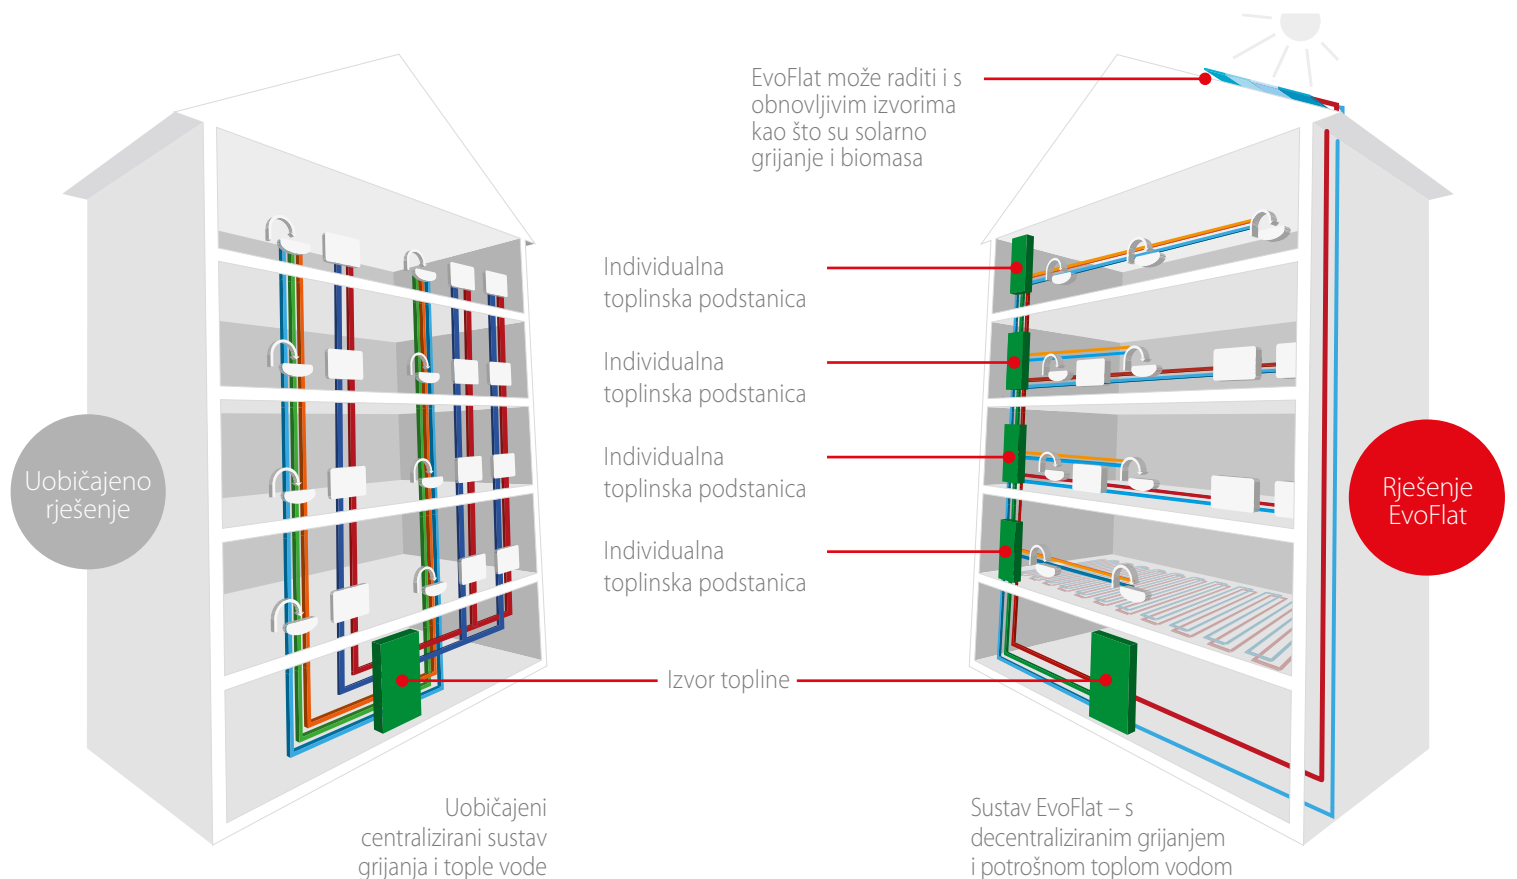 EvoFlat može raditi i s
obnovljivim izvorima
kao što su solarno
grijanje i biomasa
Individualna
toplinska podstanica
Individualna
toplinska podstanica
Individualna
toplinska podstanica
Individualna
toplinska podstanica
Uobičajeno
rješenje
Rješenje
EvoFlat
Izvor topline
Uobičajeni
centralizirani sustav
grijanja i tople vode
Sustav EvoFlat – s
decentraliziranim grijanjem
i potrošnom toplom vodom